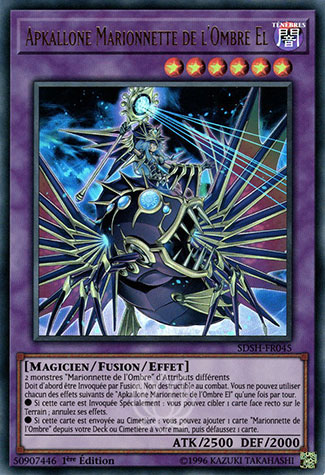 Apkallone Marionnette de l'Ombre El
TÉNÈBRES
闇
SDSH-FR045
[Magicien/Fusion/Effet]
2 monstres "Marionnette de l'Ombre" d'Attributs différents
Doit d'abord être Invoquée par Fusion. Non destructible au combat. Vous ne pouvez utiliser
chacun des effets suivants de "Apkallone Marionnette de l'Ombre El" qu'une fois par tour.
● Si cette carte est Invoquée Spécialement : vous pouvez cibler 1 carte face recto sur le
Terrain ; annulez ses effets.
● Si cette carte est envoyée au Cimetière : vous pouvez ajouter 1 carte "Marionnette de
l'Ombre" depuis votre Deck ou Cimetière à votre main, puis défaussez 1 carte.
ATK/2500 DEF/2000
50907446 1ère Edition
©1996 KAZUKI TAKAHASHI